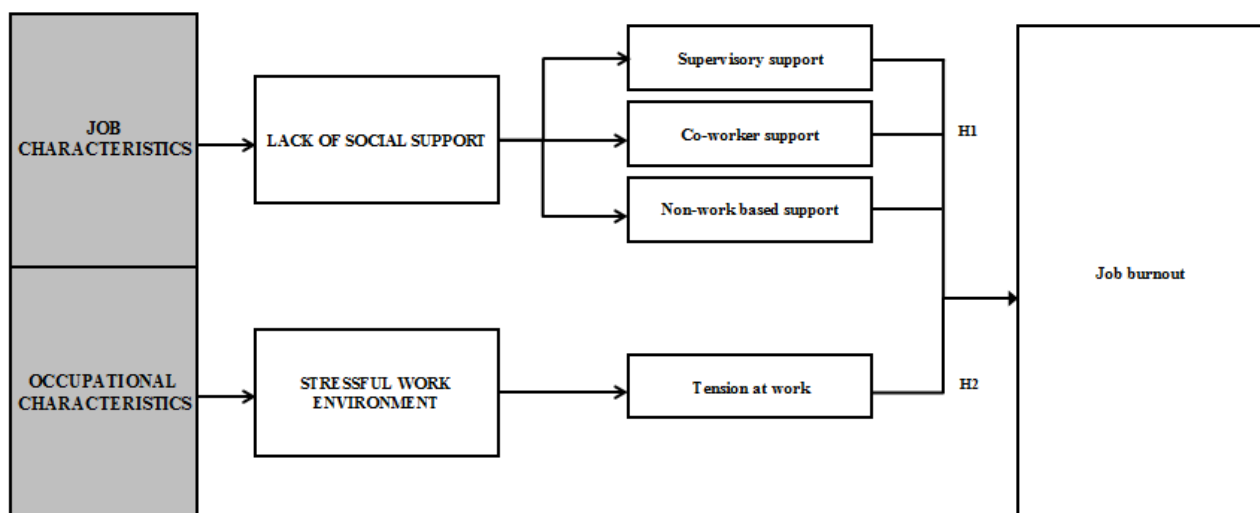 JOB
CHARACTERISTICS
LACK OF SOCIAL SUPPORT
Supervisory support
Co-worker support
Non-work based support
H1
Job burnout
OCCUPATIONAL
CHARACTERISTICS
STRESSFUL WORK
ENVIRONMENT
Tension at work
H2